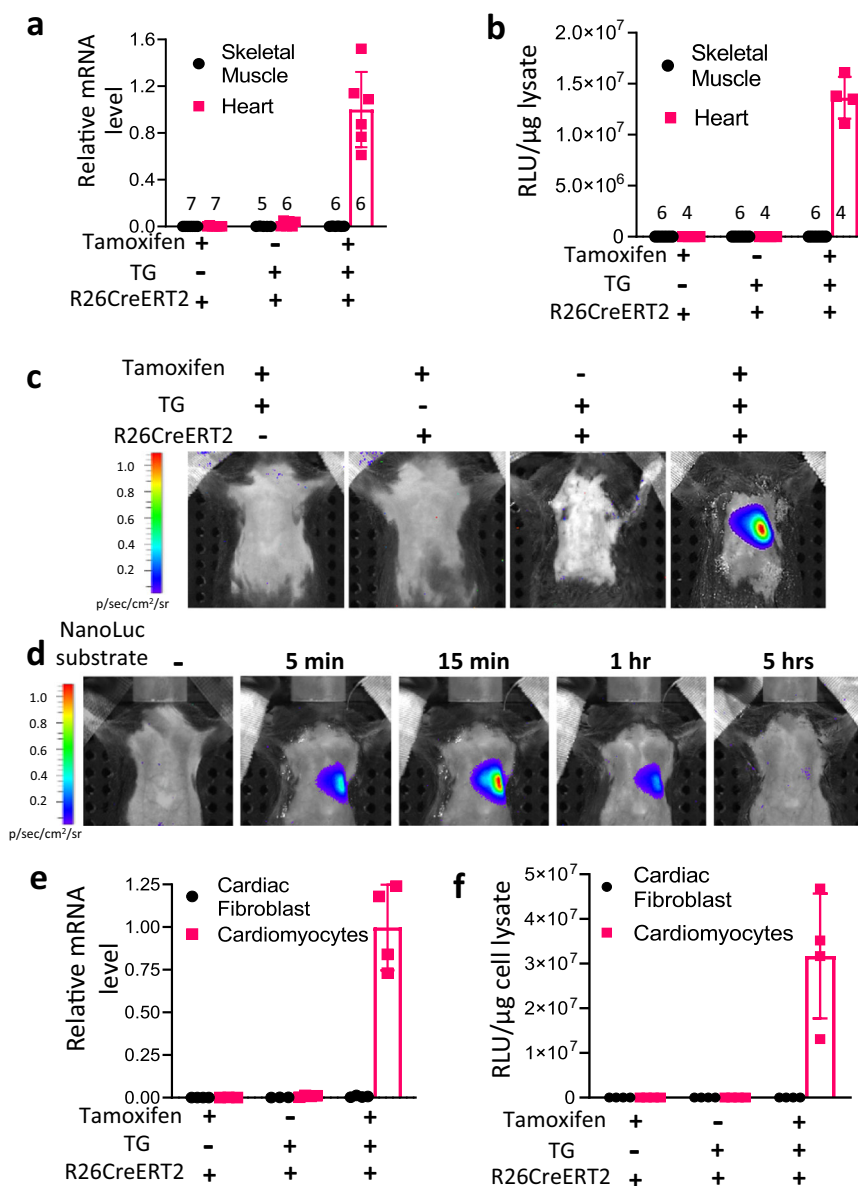 a
Relative mRNA
level
1.6
1.2
0.8
0.4
0.0
Skeletal
Muscle
Heart
7 7 5 6 6 6
Tamoxifen + - +
TG - + +
R26CreERT2 + + +
b
RLU/µg lysate
2.0×10⁷
1.5×10⁷
1.0×10⁷
5.0×10⁶
0
Skeletal
Muscle
Heart
6 4 6 4 6 4
Tamoxifen + - +
TG - + +
R26CreERT2 + + +
c
Tamoxifen + + - +
TG + - + +
R26CreERT2 - + + +
1.0
0.8
0.6
0.4
0.2
p/sec/cm²/sr
d
NanoLuc
substrate - 5 min 15 min 1 hr 5 hrs
1.0
0.8
0.6
0.4
0.2
p/sec/cm²/sr
e
Relative mRNA
level
1.25
1.00
0.75
0.50
0.25
0.00
Cardiac
Fibroblast
Cardiomyocytes
Tamoxifen + - +
TG - + +
R26CreERT2 + + +
f
RLU/µg cell lysate
5×10⁷
4×10⁷
3×10⁷
2×10⁷
1×10⁷
0
Cardiac
Fibroblast
Cardiomyocytes
Tamoxifen + - +
TG - + +
R26CreERT2 + + +